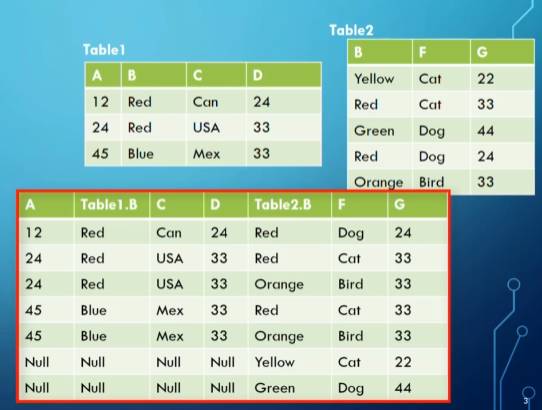 Table1
A B C D
12 Red Can 24
24 Red USA 33
45 Blue Mex 33
Table2
B F G
Yellow Cat 22
Red Cat 33
Green Dog 44
Red Dog 24
Orange Bird 33
A Table1.B C D Table2.B F G
12 Red Can 24 Red Dog 24
24 Red USA 33 Red Cat 33
24 Red USA 33 Orange Bird 33
45 Blue Mex 33 Red Cat 33
45 Blue Mex 33 Orange Bird 33
Null Null Null Null Yellow Cat 22
Null Null Null Null Green Dog 44
3